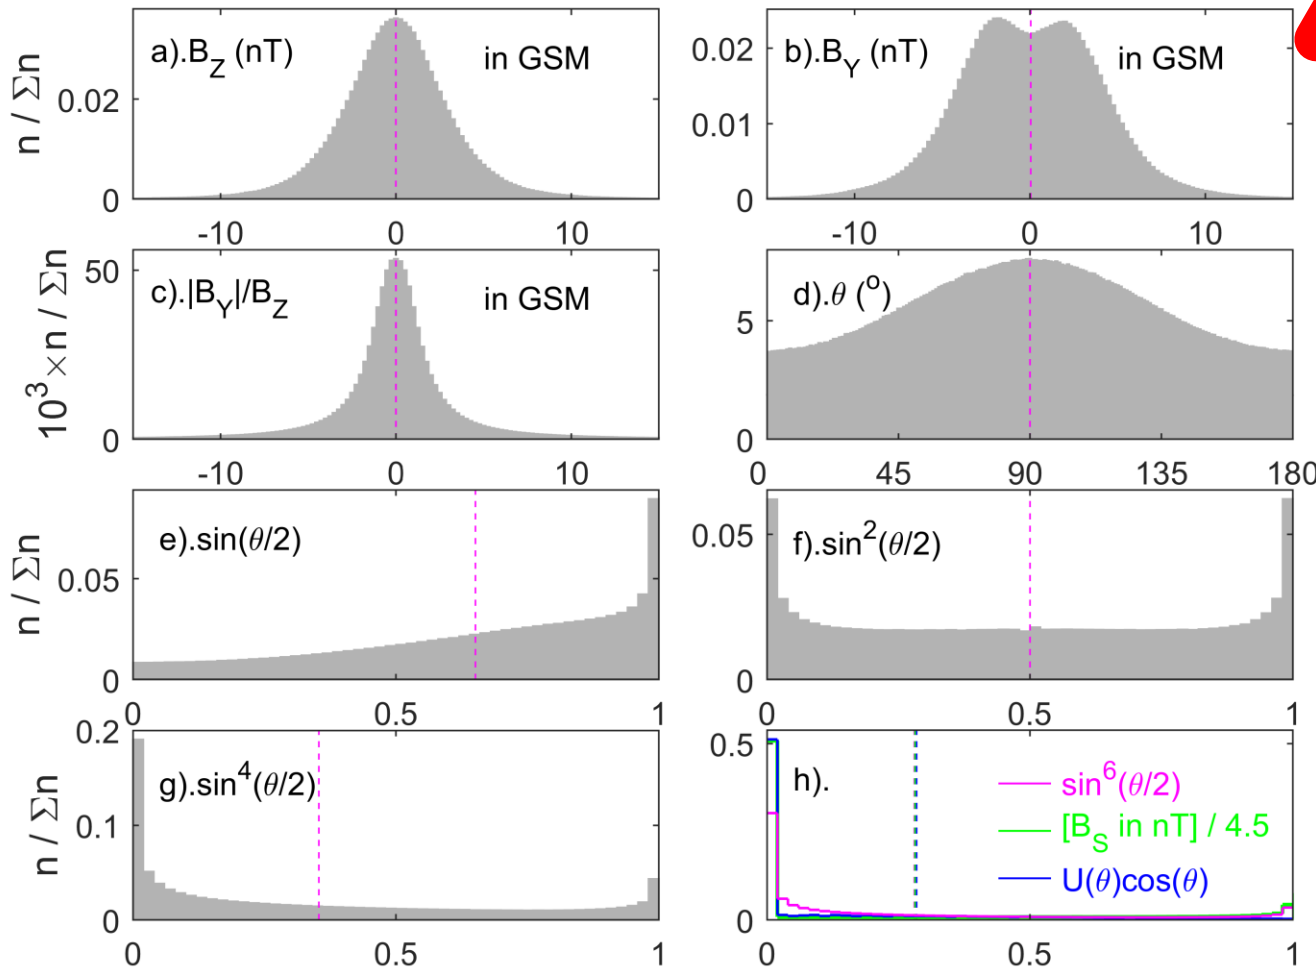 a).B_Z (nT)
in GSM
n / Σn
0.02
0
-10
0
10
b).B_Y (nT)
in GSM
0.02
0.01
0
-10
0
10
c).|B_Y|/B_Z
in GSM
10^3 × n / Σn
50
0
-10
0
10
d).θ (°)
5
0
0
45
90
135
180
e).sin(θ/2)
n / Σn
0.05
0
0
0.5
1
f).sin^2(θ/2)
0.05
0
0
0.5
1
g).sin^4(θ/2)
n / Σn
0.2
0.1
0
0
0.5
1
h).
sin^6(θ/2)
[B_S in nT] / 4.5
U(θ)cos(θ)
0.5
0
0
0.5
1